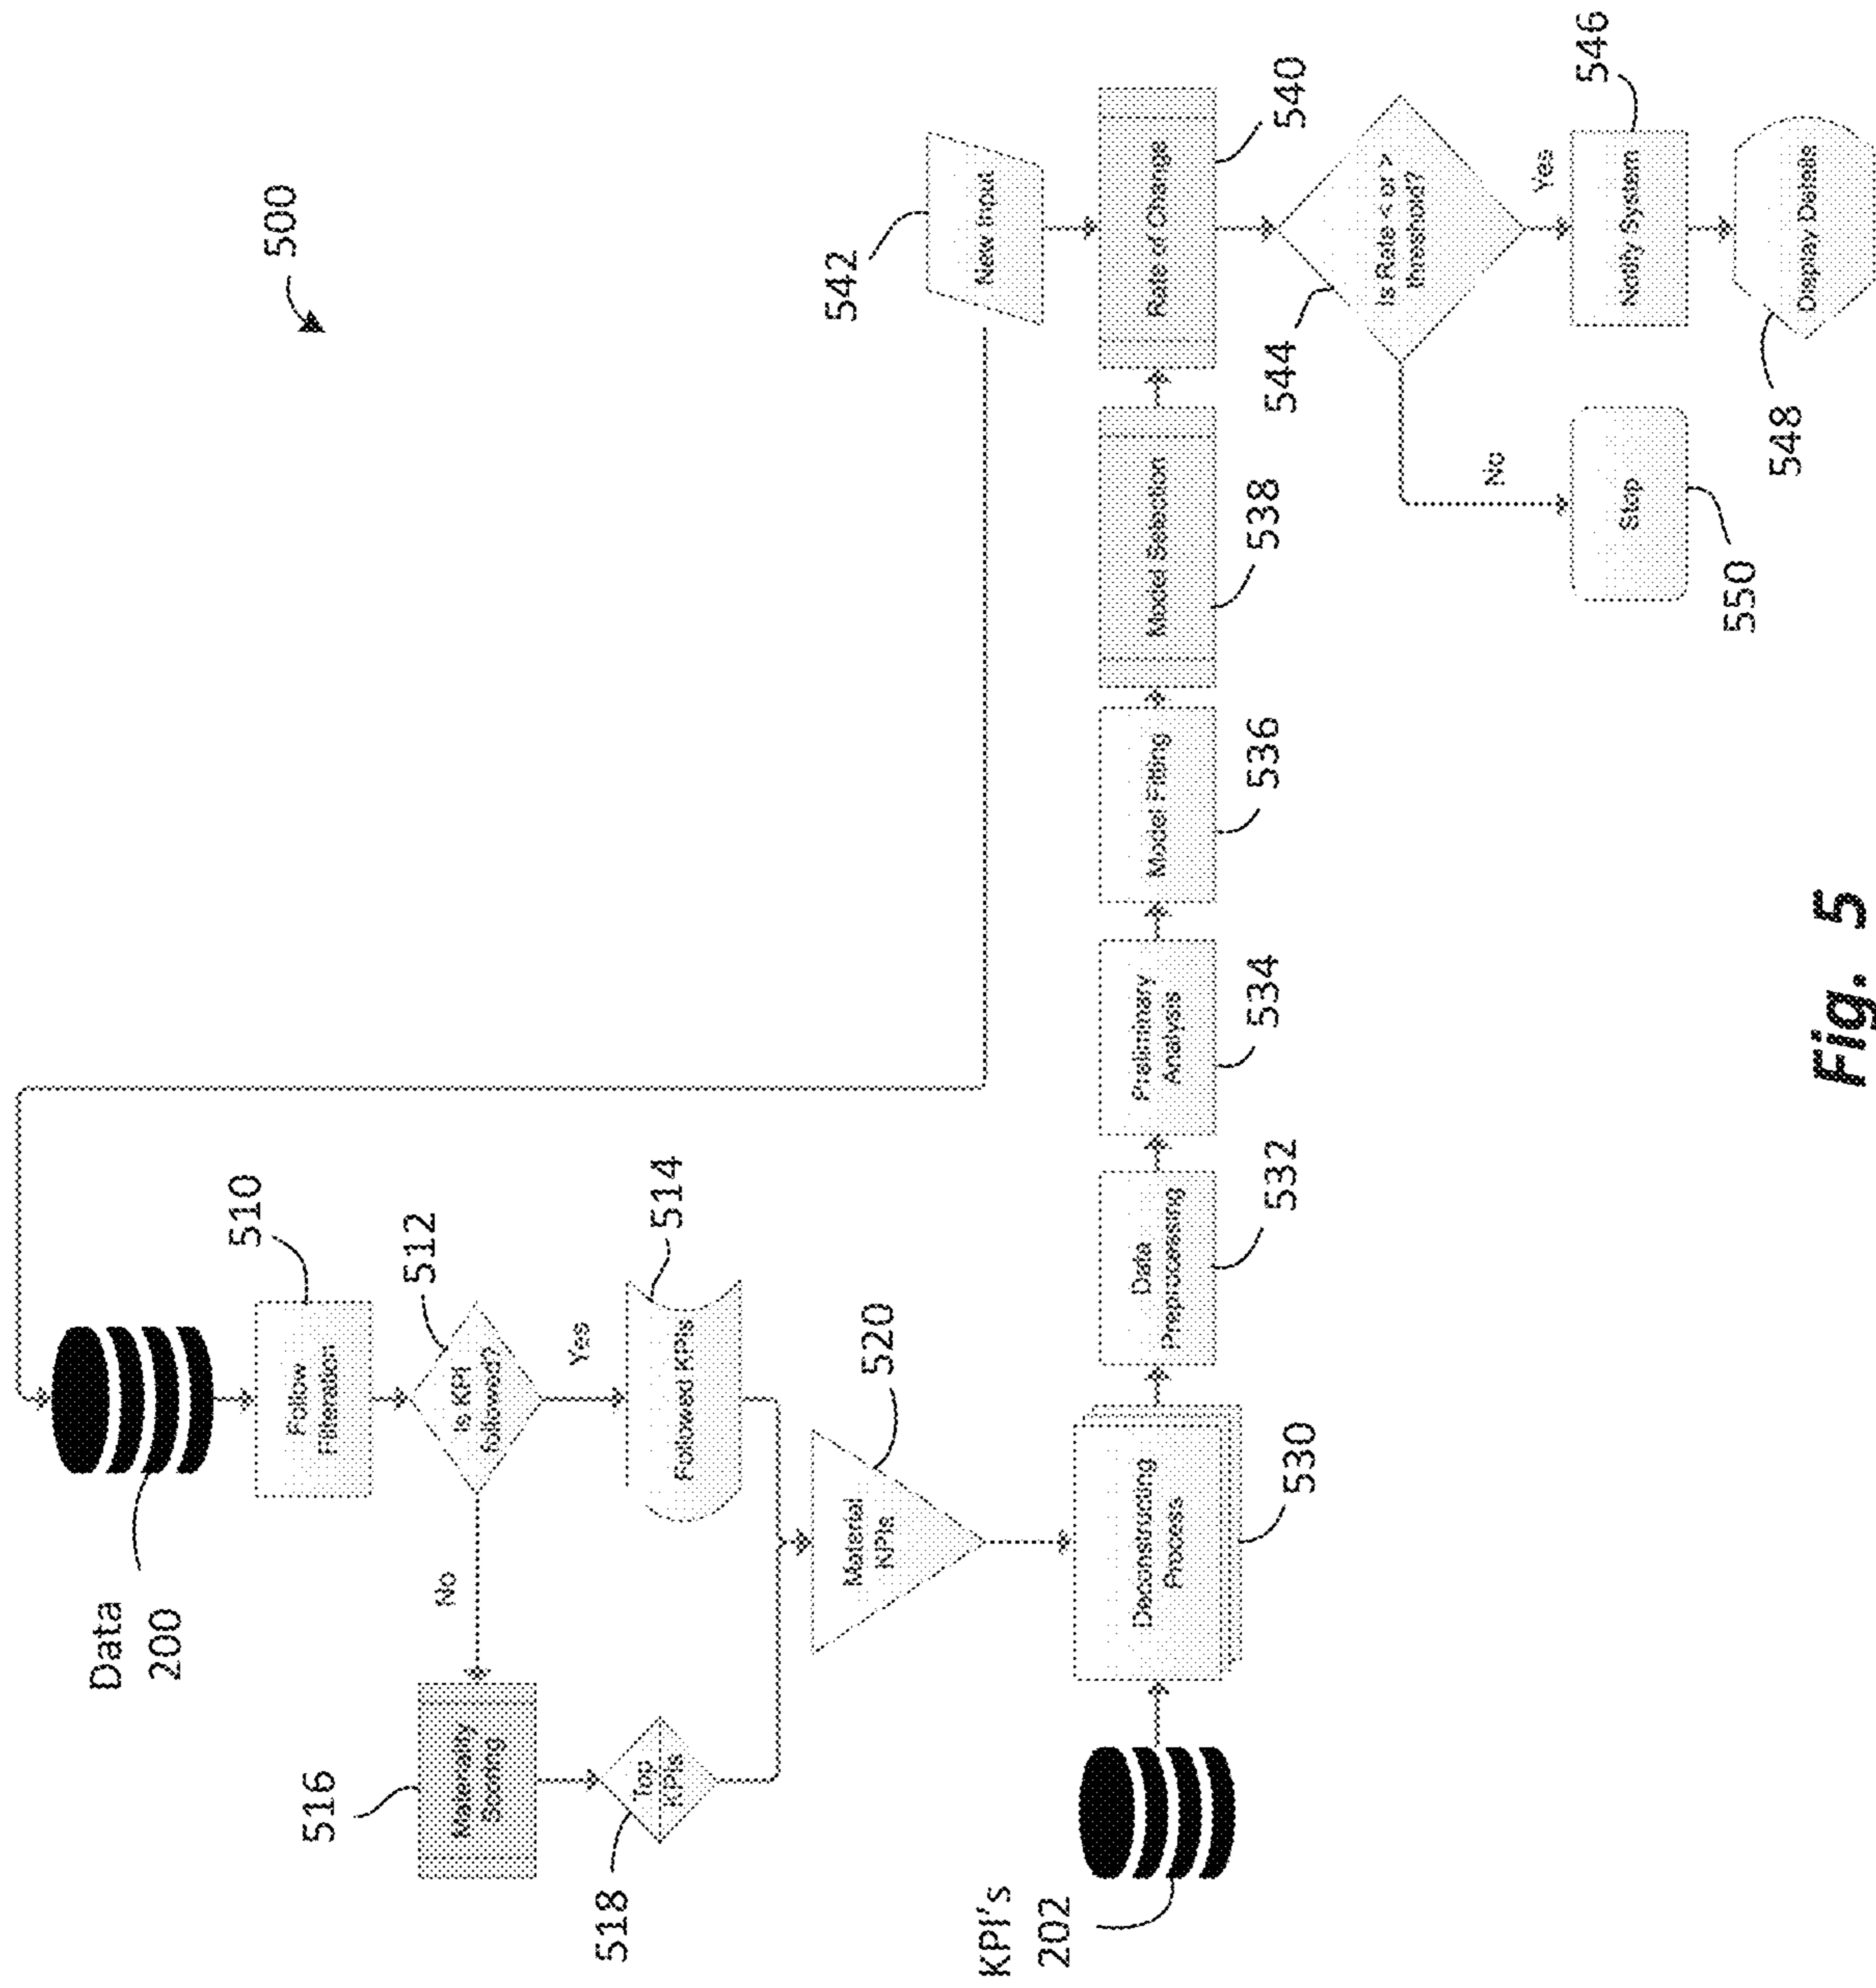 500
Data
200
510
Follow
Filteration
512
Is KPI
followed?
Yes
No
514
Followed KPIs
516
Materiality
Scoring
518
Top
KPIs
520
Material
KPIs
KPI's
202
Deconstructing
Process
530
Data
Preprocessing
532
Preliminary
Analysis
534
Model Fitting
536
Model Selection
538
542
New Input
Rate of Change
540
544
Is Rate < or >
threshold?
Yes
No
546
Notify System
Display Details
548
Stop
550
Fig. 5